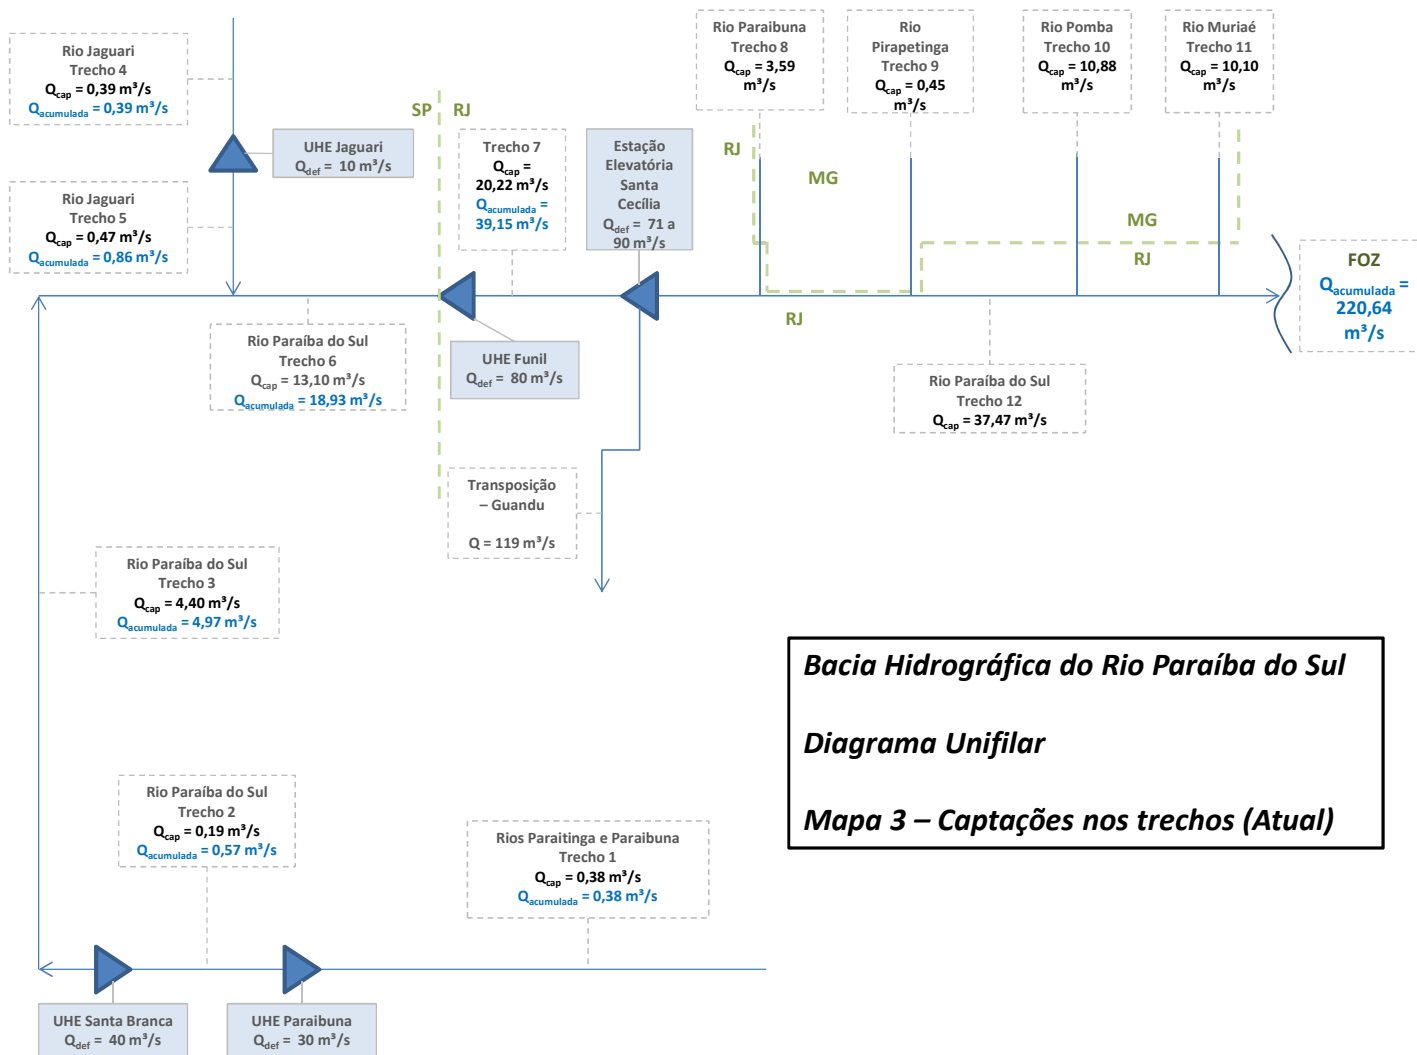 Rio Jaguari
Trecho 4
Qcap = 0,39 m³/s
Qacumulada = 0,39 m³/s
UHE Jaguari
Qdef = 10 m³/s
Rio Jaguari
Trecho 5
Qcap = 0,47 m³/s
Qacumulada = 0,86 m³/s
SP
RJ
Trecho 7
Qcap =
20,22 m³/s
Qacumulada =
39,15 m³/s
Estação
Elevatória
Santa
Cecília
Qdef = 71 a
90 m³/s
Rio Paraibuna
Trecho 8
Qcap = 3,59
m³/s
Rio
Pirapetinga
Trecho 9
Qcap = 0,45
m³/s
Rio Pomba
Trecho 10
Qcap = 10,88
m³/s
Rio Muriaé
Trecho 11
Qcap = 10,10
m³/s
RJ
MG
MG
RJ
RJ
FOZ
Qacumulada =
220,64
m³/s
Rio Paraíba do Sul
Trecho 6
Qcap = 13,10 m³/s
Qacumulada = 18,93 m³/s
UHE Funil
Qdef = 80 m³/s
Rio Paraíba do Sul
Trecho 12
Qcap = 37,47 m³/s
Transposição
– Guandu
Q = 119 m³/s
Rio Paraíba do Sul
Trecho 3
Qcap = 4,40 m³/s
Qacumulada = 4,97 m³/s
Bacia Hidrográfica do Rio Paraíba do Sul
Diagrama Unifilar
Mapa 3 – Captações nos trechos (Atual)
Rio Paraíba do Sul
Trecho 2
Qcap = 0,19 m³/s
Qacumulada = 0,57 m³/s
Rios Paraitinga e Paraibuna
Trecho 1
Qcap = 0,38 m³/s
Qacumulada = 0,38 m³/s
UHE Santa Branca
Qdef = 40 m³/s
UHE Paraibuna
Qdef = 30 m³/s